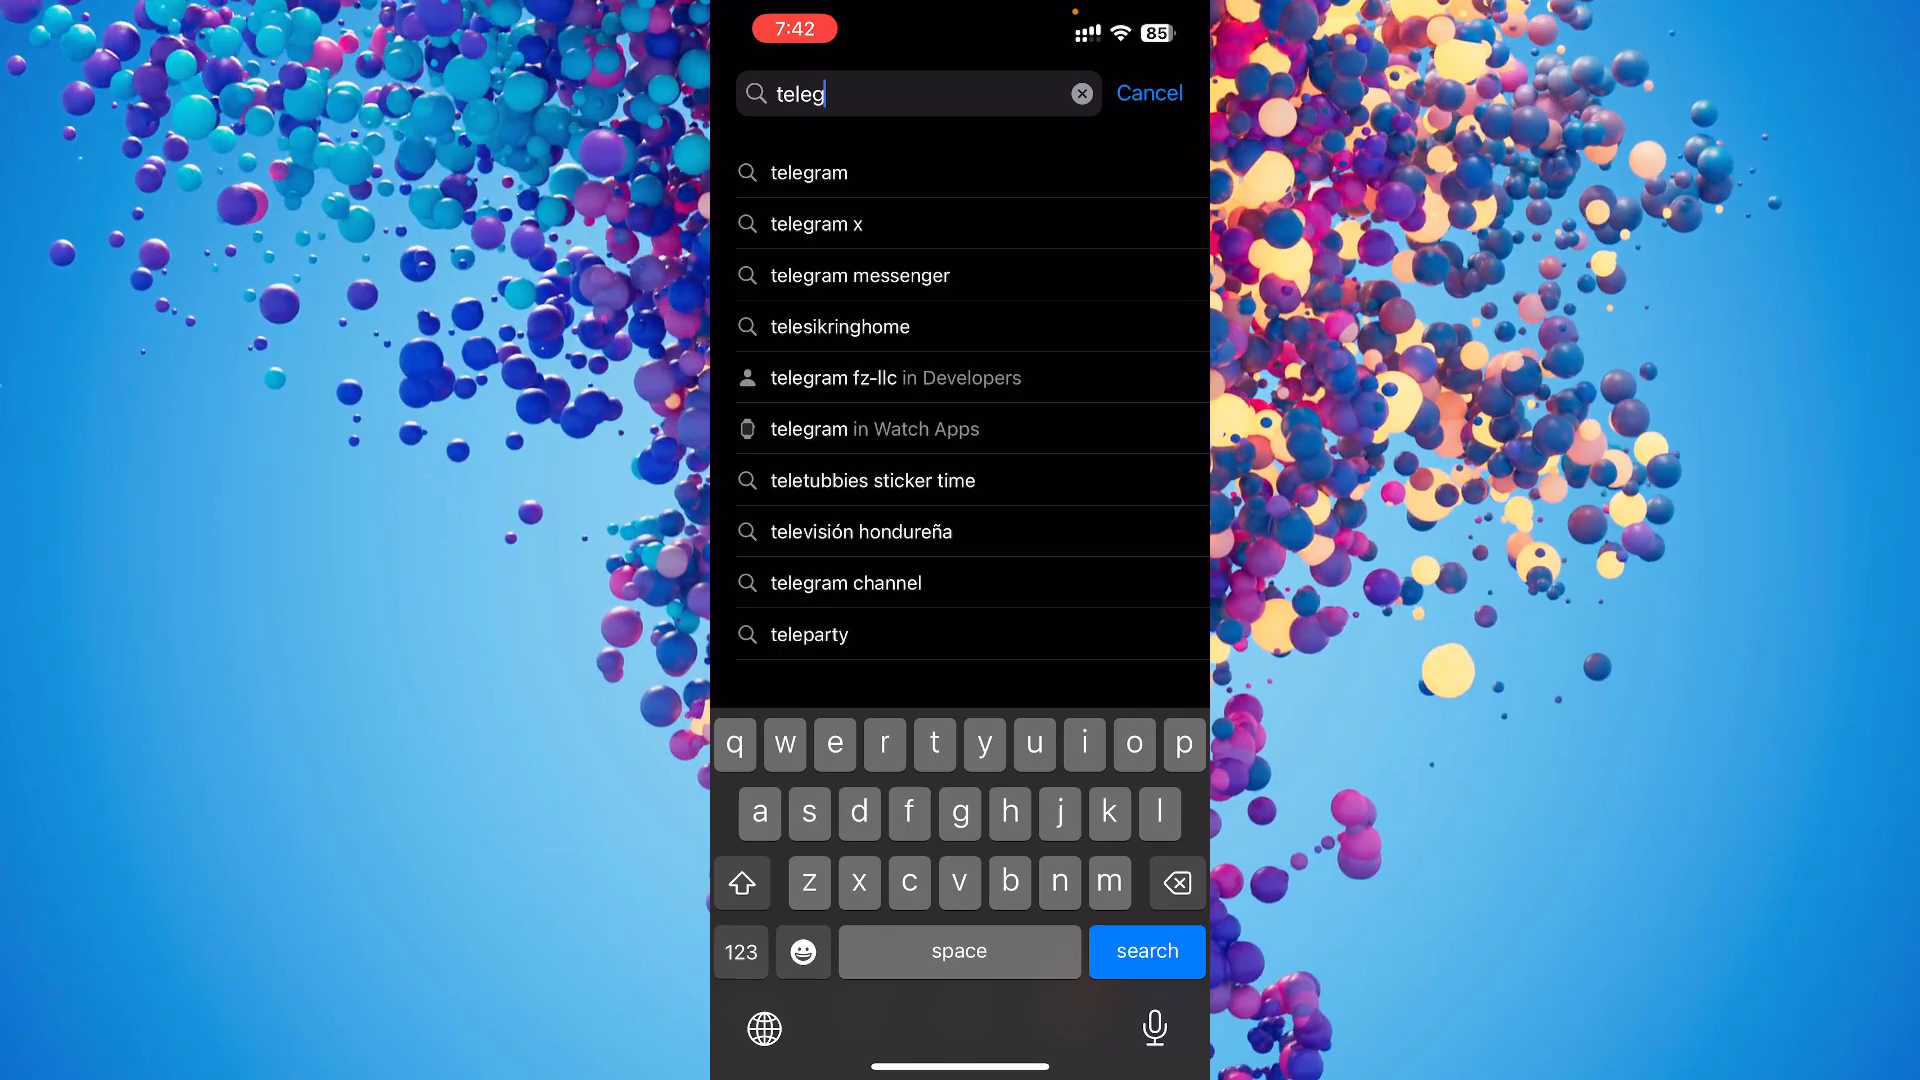 7:42
85
teleg
Cancel
telegram
telegram x
telegram messenger
telesikringhome
telegram fz-llc in Developers
telegram in Watch Apps
teletubbies sticker time
televisión hondureña
telegram channel
teleparty
q w e r t y u i o p
a s d f g h j k l
z x c v b n m
123
space
search